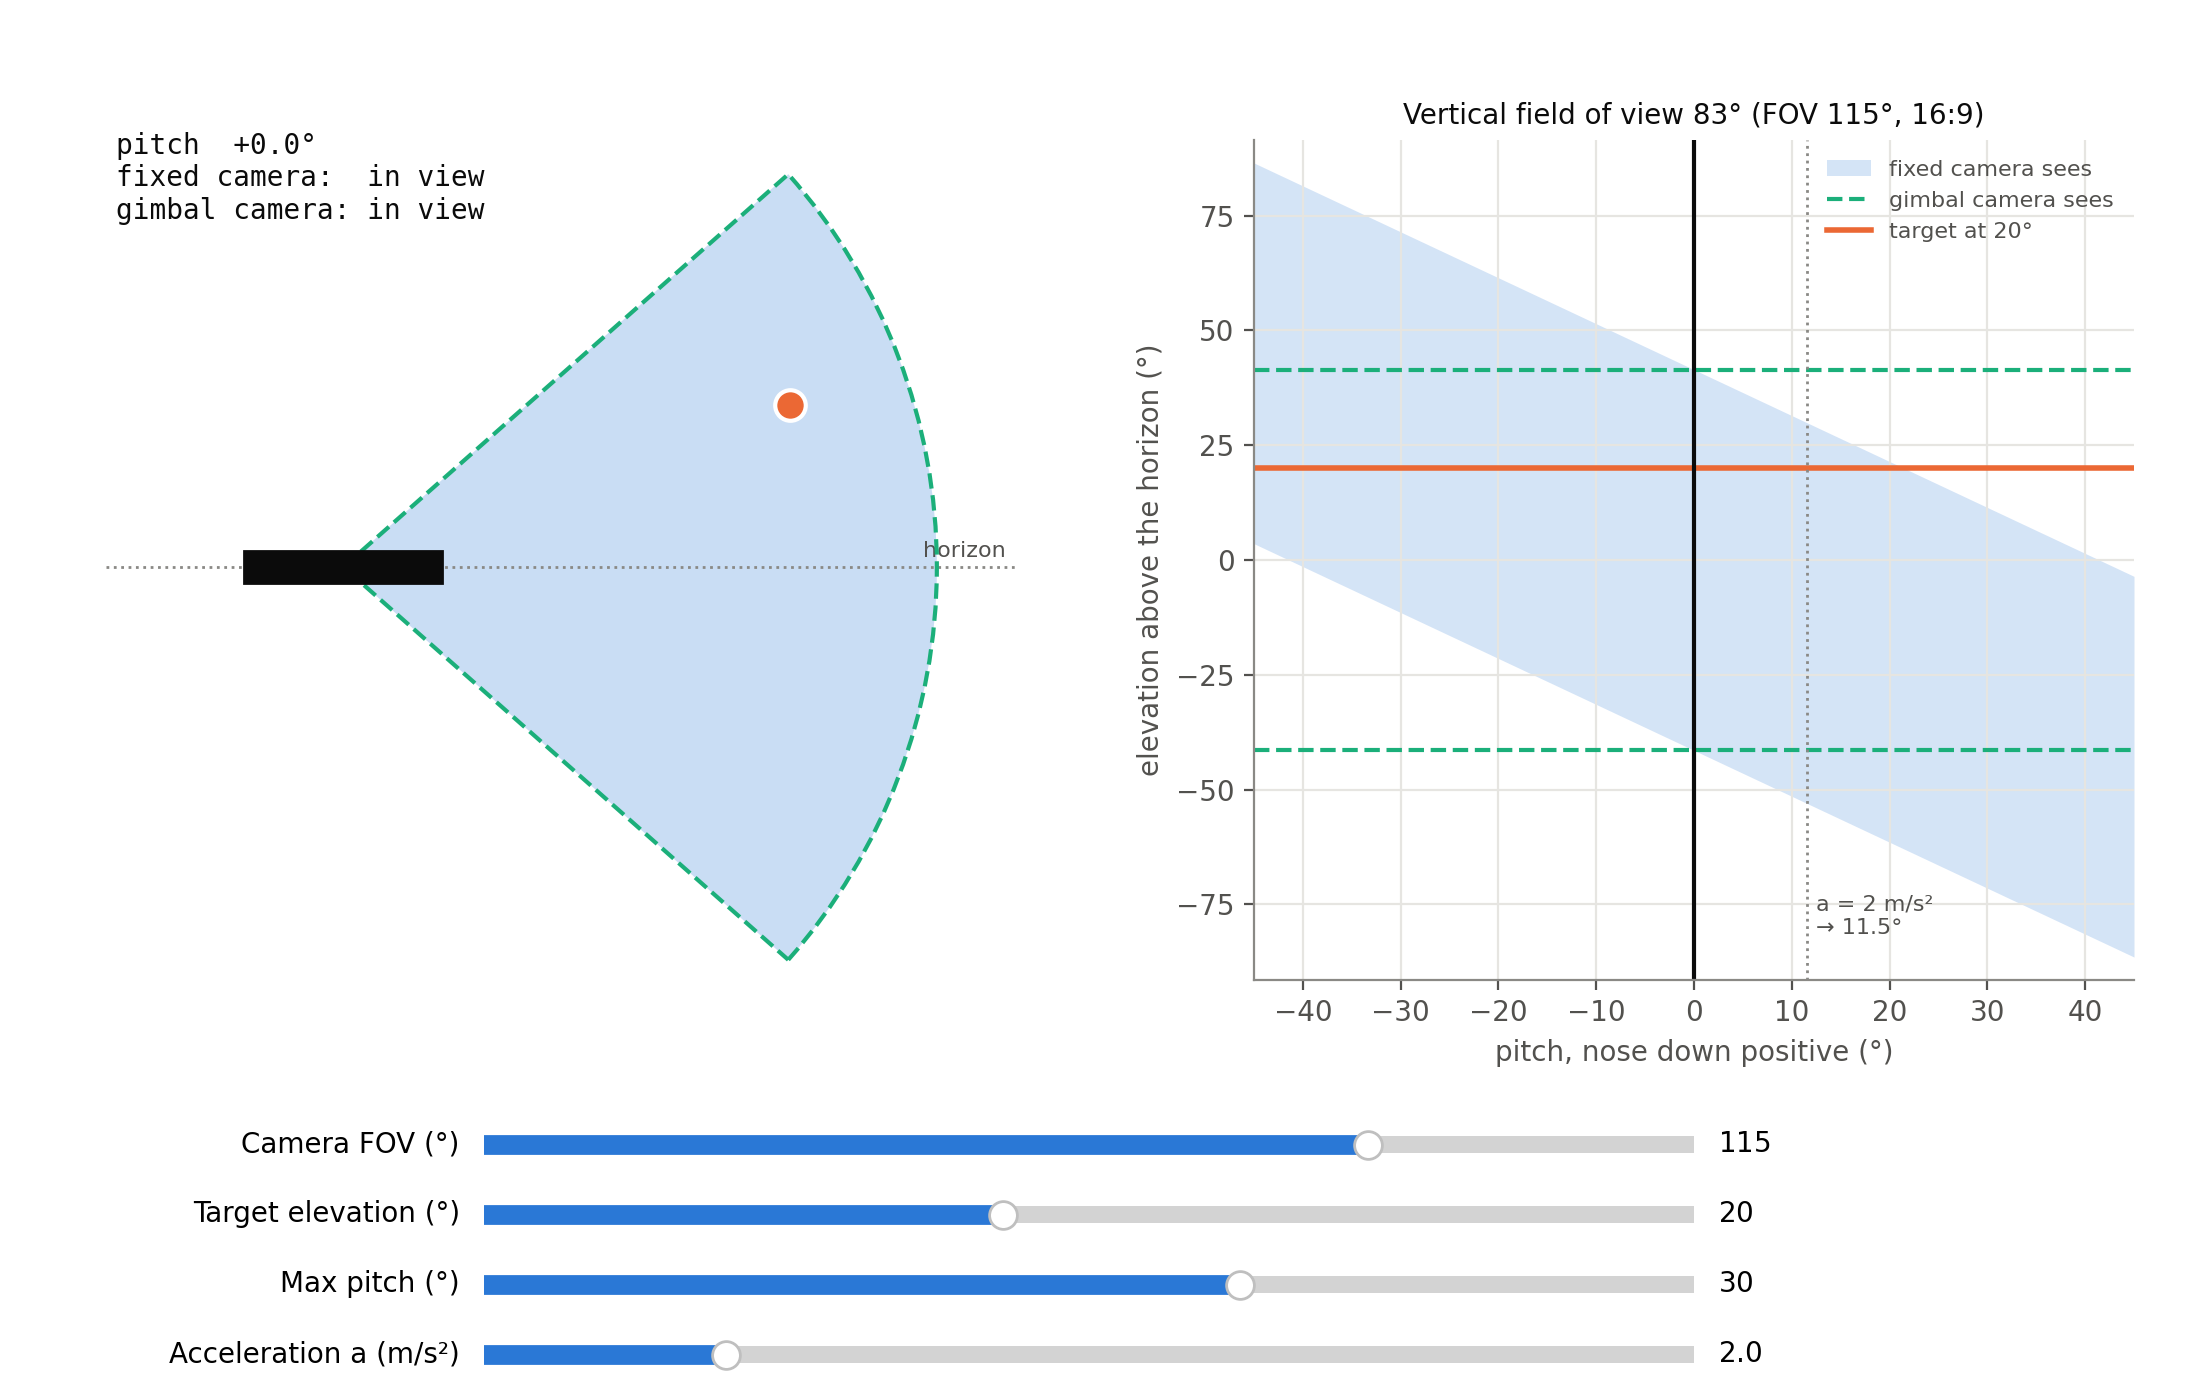 pitch  +0.0°
fixed camera:  in view
gimbal camera: in view
horizon
Vertical field of view 83° (FOV 115°, 16:9)
fixed camera sees
gimbal camera sees
target at 20°
75
50
25
0
−25
−50
−75
elevation above the horizon (°)
a = 2 m/s²
→ 11.5°
−40 −30 −20 −10 0 10 20 30 40
pitch, nose down positive (°)
Camera FOV (°) 115
Target elevation (°) 20
Max pitch (°) 30
Acceleration a (m/s²) 2.0